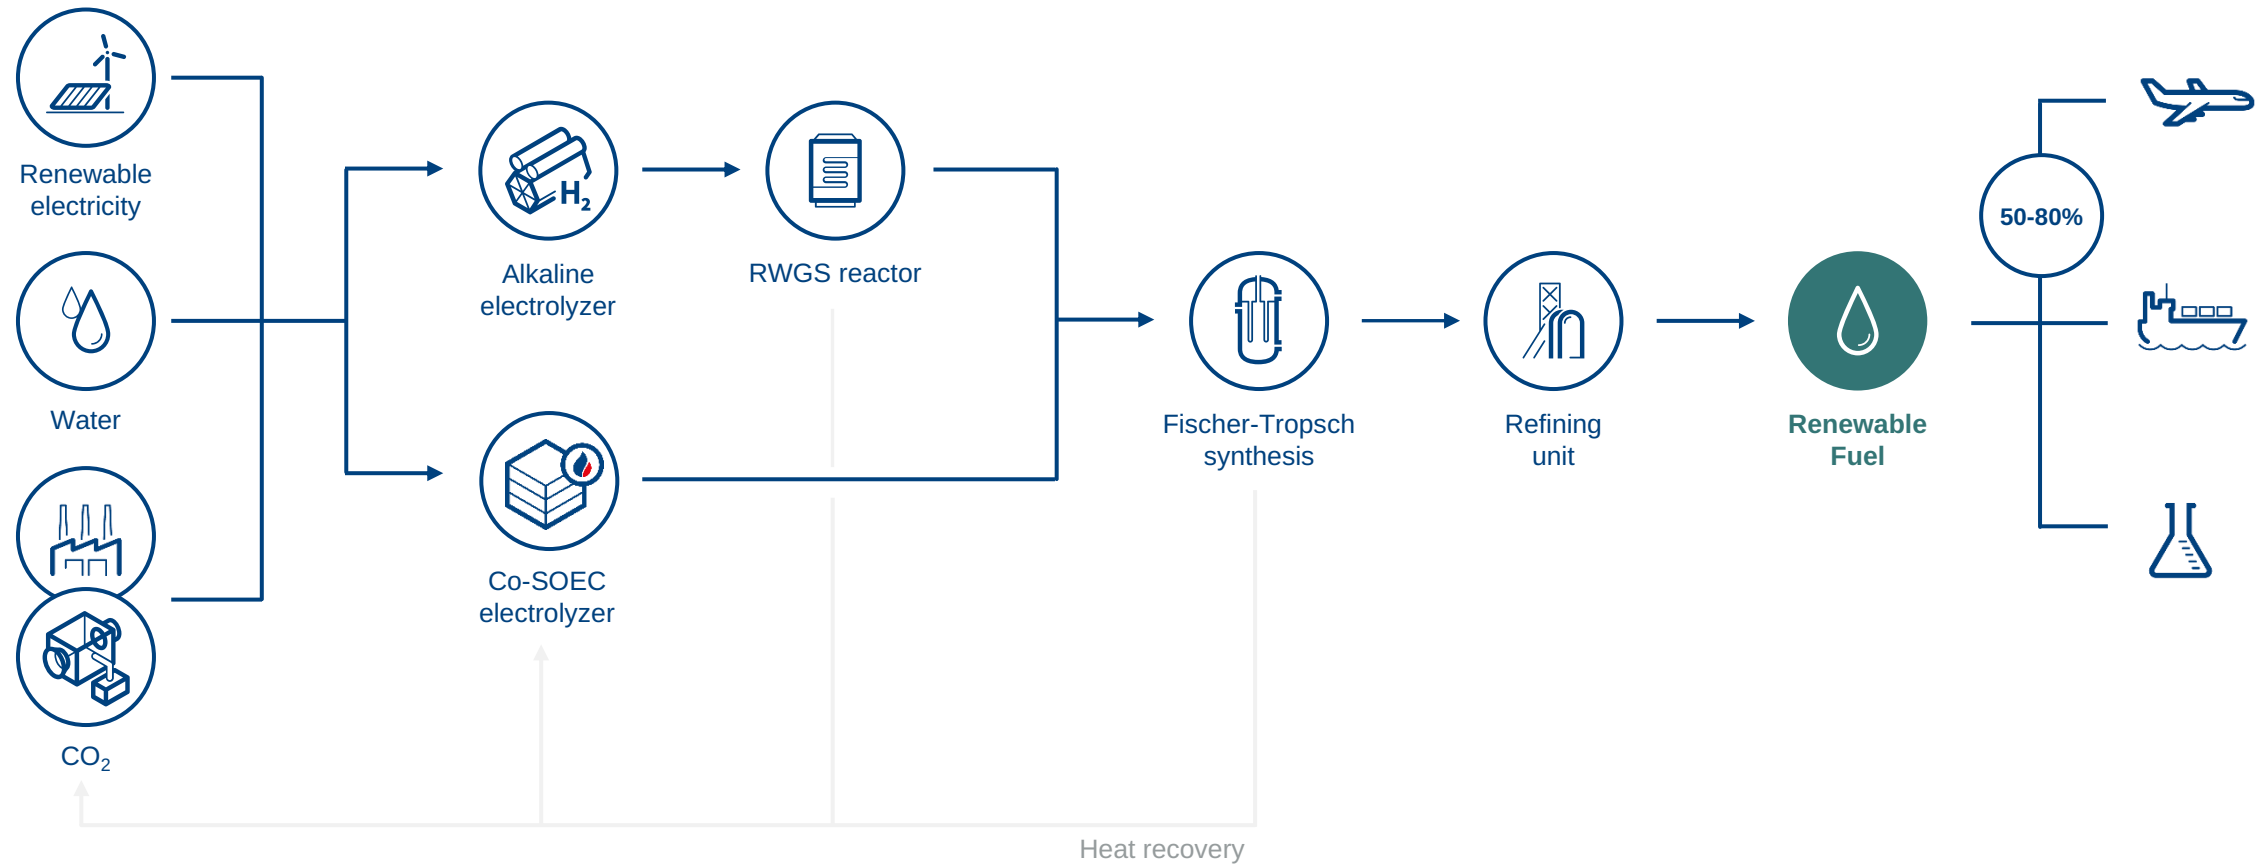 Renewable
electricity
Water
CO₂
H₂
Alkaline
electrolyzer
RWGS reactor
Co-SOEC
electrolyzer
Fischer-Tropsch
synthesis
Refining
unit
Renewable
Fuel
50-80%
Heat recovery